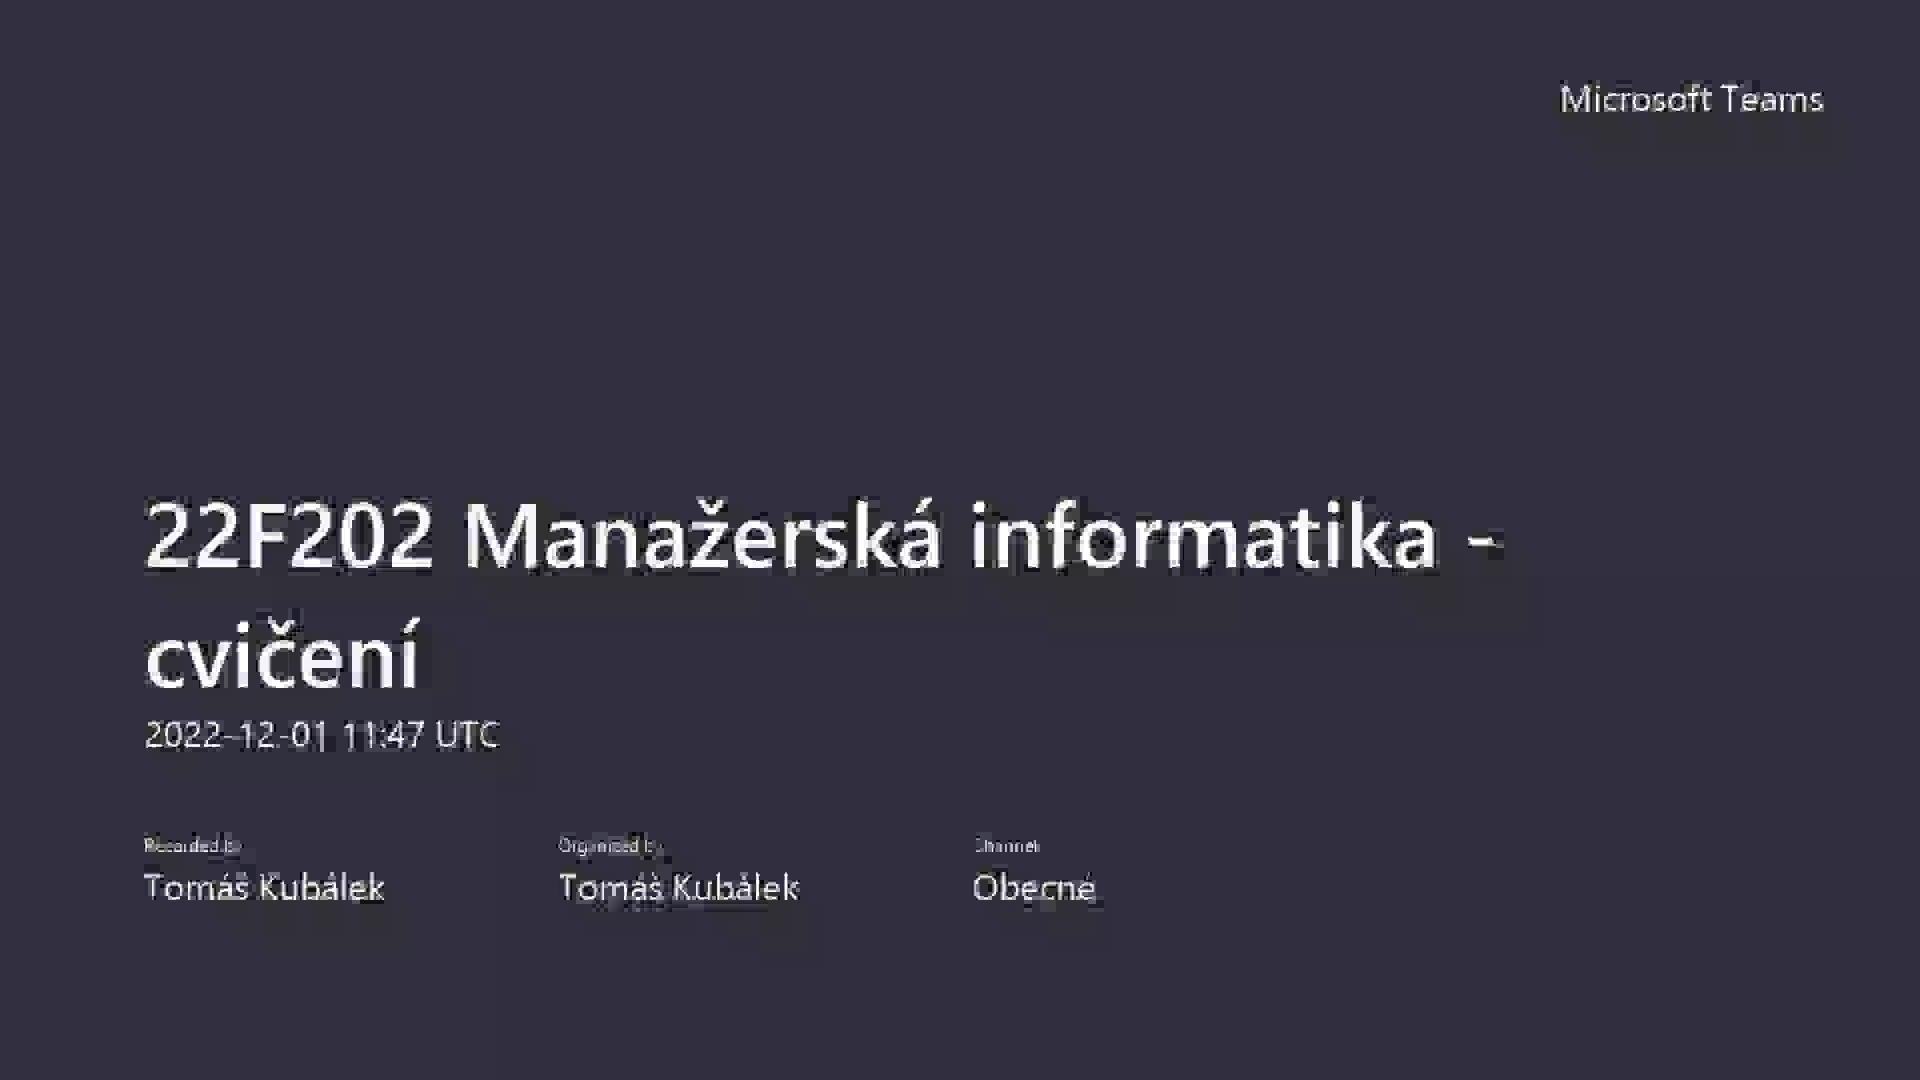 Microsoft Teams
22F202 Manažerská informatika -
cvičení
2022-12-01 11:47 UTC
Recorded by
Organized by
Channel
Tomáš Kubálek
Tomáš Kubálek
Obecné